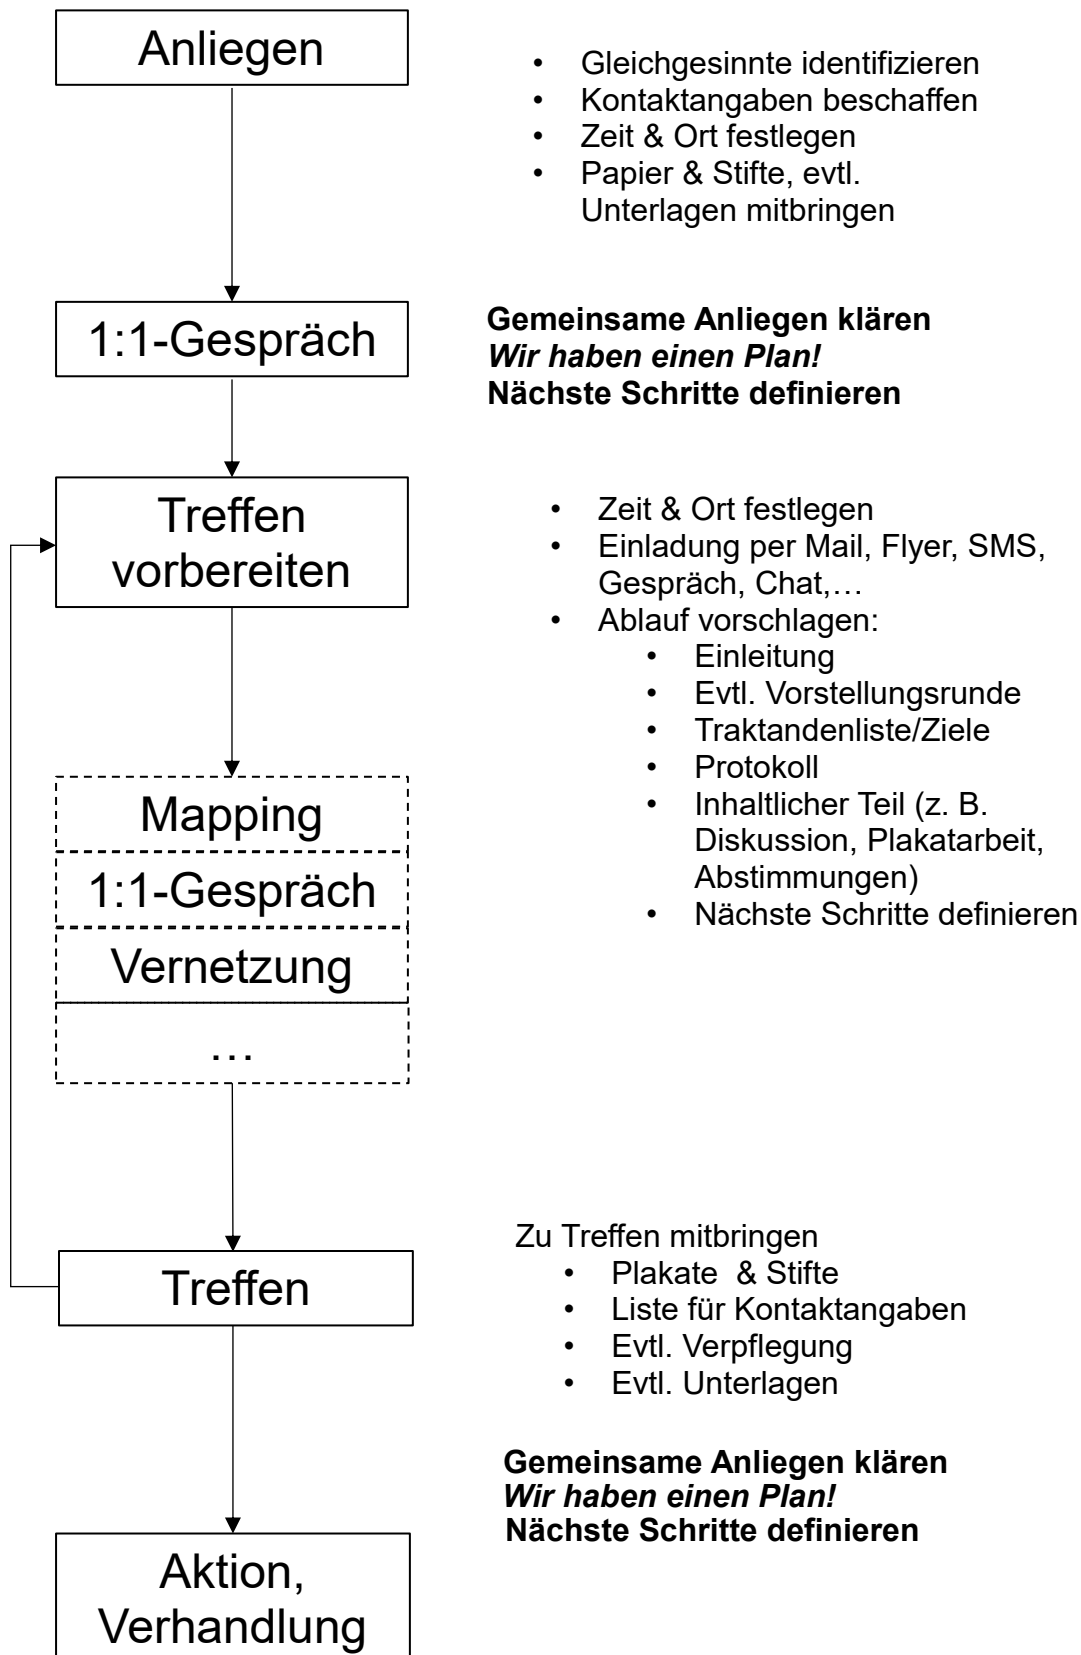 Anliegen
• Gleichgesinnte identifizieren
• Kontaktangaben beschaffen
• Zeit & Ort festlegen
• Papier & Stifte, evtl.
Unterlagen mitbringen
1:1-Gespräch
Gemeinsame Anliegen klären
Wir haben einen Plan!
Nächste Schritte definieren
Treffen
vorbereiten
• Zeit & Ort festlegen
• Einladung per Mail, Flyer, SMS,
Gespräch, Chat,…
• Ablauf vorschlagen:
• Einleitung
• Evtl. Vorstellungsrunde
• Traktandenliste/Ziele
• Protokoll
• Inhaltlicher Teil (z. B.
Diskussion, Plakatarbeit,
Abstimmungen)
• Nächste Schritte definieren
Mapping
1:1-Gespräch
Vernetzung
…
Treffen
Zu Treffen mitbringen
• Plakate & Stifte
• Liste für Kontaktangaben
• Evtl. Verpflegung
• Evtl. Unterlagen
Gemeinsame Anliegen klären
Wir haben einen Plan!
Nächste Schritte definieren
Aktion,
Verhandlung